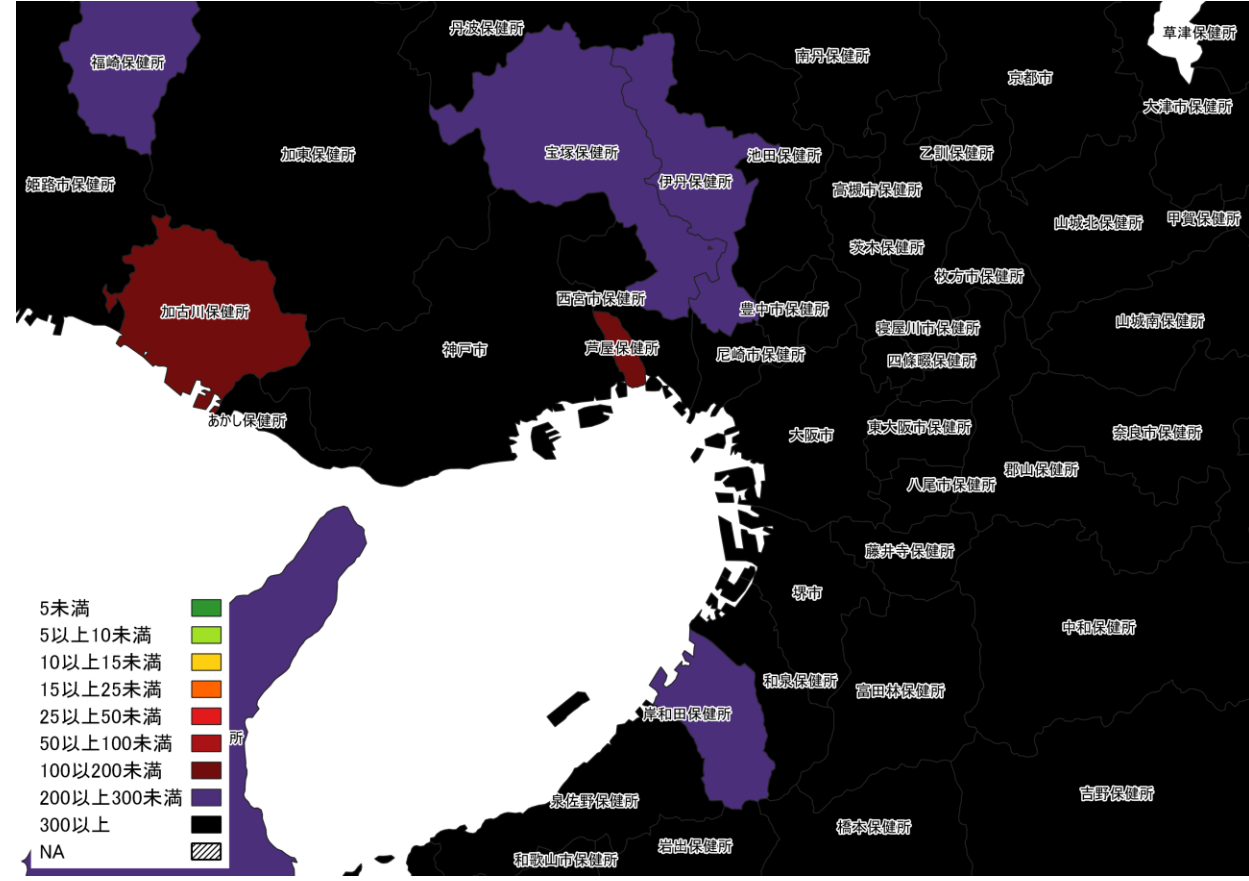 丹波保健所
草津保健所
南丹保健所
福崎保健所
京都市
大津市保健所
加東保健所
宝塚保健所
池田保健所
乙訓保健所
姫路市保健所
伊丹保健所
高槻市保健所
甲賀保健所
山城北保健所
茨木保健所
枚方市保健所
西宮市保健所
加古川保健所
豊中市保健所
山城南保健所
寝屋川市保健所
神戸市
芦屋保健所
尼崎市保健所
四條畷保健所
あかし保健所
大阪市
東大阪市保健所
奈良市保健所
郡山保健所
八尾市保健所
藤井寺保健所
堺市
中和保健所
和泉保健所
富田林保健所
岸和田保健所
所
泉佐野保健所
吉野保健所
橋本保健所
岩出保健所
和歌山市保健所
5未満
5以上10未満
10以上15未満
15以上25未満
25以上50未満
50以上100未満
100以200未満
200以上300未満
300以上
NA